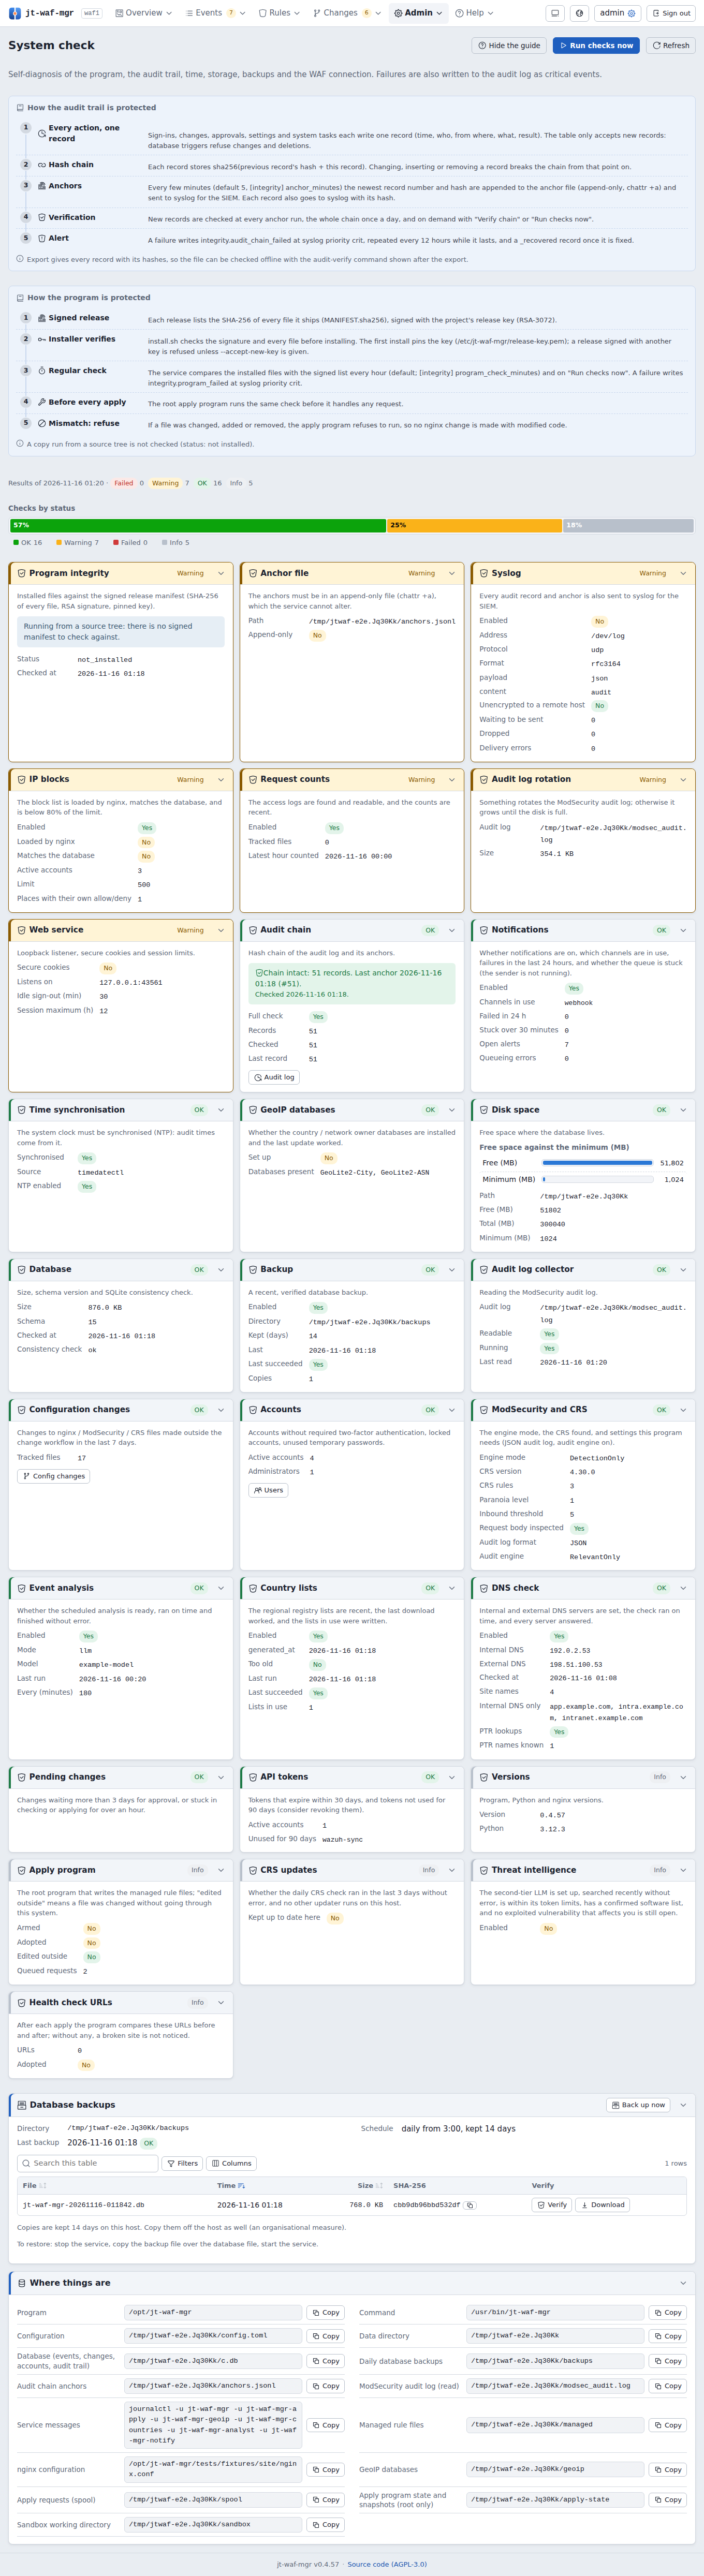 jt-waf-mgr waf1 Overview Events 7 Rules Changes 6 Admin Help admin Sign out
System check
Hide the guide Run checks now Refresh
Self-diagnosis of the program, the audit trail, time, storage, backups and the WAF connection. Failures are also written to the audit log as critical events.
How the audit trail is protected
1 Every action, one record
Sign-ins, changes, approvals, settings and system tasks each write one record (time, who, from where, what, result). The table only accepts new records: database triggers refuse changes and deletions.
2 Hash chain
Each record stores sha256(previous record's hash + this record). Changing, inserting or removing a record breaks the chain from that point on.
3 Anchors
Every few minutes (default 5, [integrity] anchor_minutes) the newest record number and hash are appended to the anchor file (append-only, chattr +a) and sent to syslog for the SIEM. Each record also goes to syslog with its hash.
4 Verification
New records are checked at every anchor run, the whole chain once a day, and on demand with "Verify chain" or "Run checks now".
5 Alert
A failure writes integrity.audit_chain_failed at syslog priority crit, repeated every 12 hours while it lasts, and a _recovered record once it is fixed.
Export gives every record with its hashes, so the file can be checked offline with the audit-verify command shown after the export.
How the program is protected
1 Signed release
Each release lists the SHA-256 of every file it ships (MANIFEST.sha256), signed with the project's release key (RSA-3072).
2 Installer verifies
install.sh checks the signature and every file before installing. The first install pins the key (/etc/jt-waf-mgr/release-key.pem); a release signed with another key is refused unless --accept-new-key is given.
3 Regular check
The service compares the installed files with the signed list every hour (default; [integrity] program_check_minutes) and on "Run checks now". A failure writes integrity.program_failed at syslog priority crit.
4 Before every apply
The root apply program runs the same check before it handles any request.
5 Mismatch: refuse
If a file was changed, added or removed, the apply program refuses to run, so no nginx change is made with modified code.
A copy run from a source tree is not checked (status: not_installed).
Results of 2026-11-16 01:20 · Failed 0 Warning 7 OK 16 Info 5
Checks by status
57% 25% 18%
OK 16 Warning 7 Failed 0 Info 5
Program integrity Warning
Installed files against the signed release manifest (SHA-256 of every file, RSA signature, pinned key).
Running from a source tree: there is no signed manifest to check against.
Status not_installed
Checked at 2026-11-16 01:18
Anchor file Warning
The anchors must be in an append-only file (chattr +a), which the service cannot alter.
Path /tmp/jtwaf-e2e.Jq30Kk/anchors.jsonl
Append-only No
Syslog Warning
Every audit record and anchor is also sent to syslog for the SIEM.
Enabled No
Address /dev/log
Protocol udp
Format rfc3164
payload json
content audit
Unencrypted to a remote host No
Waiting to be sent 0
Dropped 0
Delivery errors 0
IP blocks Warning
The block list is loaded by nginx, matches the database, and is below 80% of the limit.
Enabled Yes
Loaded by nginx No
Matches the database No
Active accounts 3
Limit 500
Places with their own allow/deny 1
Request counts Warning
The access logs are found and readable, and the counts are recent.
Enabled Yes
Tracked files 0
Latest hour counted 2026-11-16 00:00
Audit log rotation Warning
Something rotates the ModSecurity audit log; otherwise it grows until the disk is full.
Audit log /tmp/jtwaf-e2e.Jq30Kk/modsec_audit.log
Size 354.1 KB
Web service Warning
Loopback listener, secure cookies and session limits.
Secure cookies No
Listens on 127.0.0.1:43561
Idle sign-out (min) 30
Session maximum (h) 12
Audit chain OK
Hash chain of the audit log and its anchors.
Chain intact: 51 records. Last anchor 2026-11-16 01:18 (#51).
Checked 2026-11-16 01:18.
Full check Yes
Records 51
Checked 51
Last record 51
Audit log
Notifications OK
Whether notifications are on, which channels are in use, failures in the last 24 hours, and whether the queue is stuck (the sender is not running).
Enabled Yes
Channels in use webhook
Failed in 24 h 0
Stuck over 30 minutes 0
Open alerts 7
Queueing errors 0
Time synchronisation OK
The system clock must be synchronised (NTP): audit times come from it.
Synchronised Yes
Source timedatectl
NTP enabled Yes
GeoIP databases OK
Whether the country / network owner databases are installed and the last update worked.
Set up No
Databases present GeoLite2-City, GeoLite2-ASN
Disk space OK
Free space where the database lives.
Free space against the minimum (MB)
Free (MB) 51,802
Minimum (MB) 1,024
Path /tmp/jtwaf-e2e.Jq30Kk
Free (MB) 51802
Total (MB) 300040
Minimum (MB) 1024
Database OK
Size, schema version and SQLite consistency check.
Size 876.0 KB
Schema 15
Checked at 2026-11-16 01:18
Consistency check ok
Backup OK
A recent, verified database backup.
Enabled Yes
Directory /tmp/jtwaf-e2e.Jq30Kk/backups
Kept (days) 14
Last 2026-11-16 01:18
Last succeeded Yes
Copies 1
Audit log collector OK
Reading the ModSecurity audit log.
Audit log /tmp/jtwaf-e2e.Jq30Kk/modsec_audit.log
Readable Yes
Running Yes
Last read 2026-11-16 01:20
Configuration changes OK
Changes to nginx / ModSecurity / CRS files made outside the change workflow in the last 7 days.
Tracked files 17
Config changes
Accounts OK
Accounts without required two-factor authentication, locked accounts, unused temporary passwords.
Active accounts 4
Administrators 1
Users
ModSecurity and CRS OK
The engine mode, the CRS found, and settings this program needs (JSON audit log, audit engine on).
Engine mode DetectionOnly
CRS version 4.30.0
CRS rules 3
Paranoia level 1
Inbound threshold 5
Request body inspected Yes
Audit log format JSON
Audit engine RelevantOnly
Event analysis OK
Whether the scheduled analysis is ready, ran on time and finished without error.
Enabled Yes
Mode llm
Model example-model
Last run 2026-11-16 00:20
Every (minutes) 180
Country lists OK
The regional registry lists are recent, the last download worked, and the lists in use were written.
Enabled Yes
generated_at 2026-11-16 01:18
Too old No
Last run 2026-11-16 01:18
Last succeeded Yes
Lists in use 1
DNS check OK
Internal and external DNS servers are set, the check ran on time, and every server answered.
Enabled Yes
Internal DNS 192.0.2.53
External DNS 198.51.100.53
Checked at 2026-11-16 01:08
Site names 4
Internal DNS only app.example.com, intra.example.com, intranet.example.com
PTR lookups Yes
PTR names known 1
Pending changes OK
Changes waiting more than 3 days for approval, or stuck in checking or applying for over an hour.
API tokens OK
Tokens that expire within 30 days, and tokens not used for 90 days (consider revoking them).
Active accounts 1
Unused for 90 days wazuh-sync
Versions Info
Program, Python and nginx versions.
Version 0.4.57
Python 3.12.3
Apply program Info
The root program that writes the managed rule files; "edited outside" means a file was changed without going through this system.
Armed No
Adopted No
Edited outside No
Queued requests 2
CRS updates Info
Whether the daily CRS check ran in the last 3 days without error, and no other updater runs on this host.
Kept up to date here No
Threat intelligence Info
The second-tier LLM is set up, searched recently without error, is within its token limits, has a confirmed software list, and no exploited vulnerability that affects you is still open.
Enabled No
Health check URLs Info
After each apply the program compares these URLs before and after; without any, a broken site is not noticed.
URLs 0
Adopted No
Database backups Back up now
Directory /tmp/jtwaf-e2e.Jq30Kk/backups Schedule daily from 3:00, kept 14 days
Last backup 2026-11-16 01:18 OK
Search this table Filters Columns 1 rows
File Time Size SHA-256 Verify
jt-waf-mgr-20261116-011842.db 2026-11-16 01:18 768.0 KB cbb9db96bbd532df Verify Download
Copies are kept 14 days on this host. Copy them off the host as well (an organisational measure).
To restore: stop the service, copy the backup file over the database file, start the service.
Where things are
Program /opt/jt-waf-mgr Copy Command /usr/bin/jt-waf-mgr Copy
Configuration /tmp/jtwaf-e2e.Jq30Kk/config.toml Copy Data directory /tmp/jtwaf-e2e.Jq30Kk Copy
Database (events, changes, accounts, audit trail) /tmp/jtwaf-e2e.Jq30Kk/c.db Copy Daily database backups /tmp/jtwaf-e2e.Jq30Kk/backups Copy
Audit chain anchors /tmp/jtwaf-e2e.Jq30Kk/anchors.jsonl Copy ModSecurity audit log (read) /tmp/jtwaf-e2e.Jq30Kk/modsec_audit.log Copy
Service messages journalctl -u jt-waf-mgr -u jt-waf-mgr-apply -u jt-waf-mgr-geoip -u jt-waf-mgr-countries -u jt-waf-mgr-analyst -u jt-waf-mgr-notify Copy Managed rule files /tmp/jtwaf-e2e.Jq30Kk/managed Copy
nginx configuration /opt/jt-waf-mgr/tests/fixtures/site/nginx.conf Copy GeoIP databases /tmp/jtwaf-e2e.Jq30Kk/geoip Copy
Apply requests (spool) /tmp/jtwaf-e2e.Jq30Kk/spool Copy Apply program state and snapshots (root only) /tmp/jtwaf-e2e.Jq30Kk/apply-state Copy
Sandbox working directory /tmp/jtwaf-e2e.Jq30Kk/sandbox Copy
jt-waf-mgr v0.4.57 · Source code (AGPL-3.0)